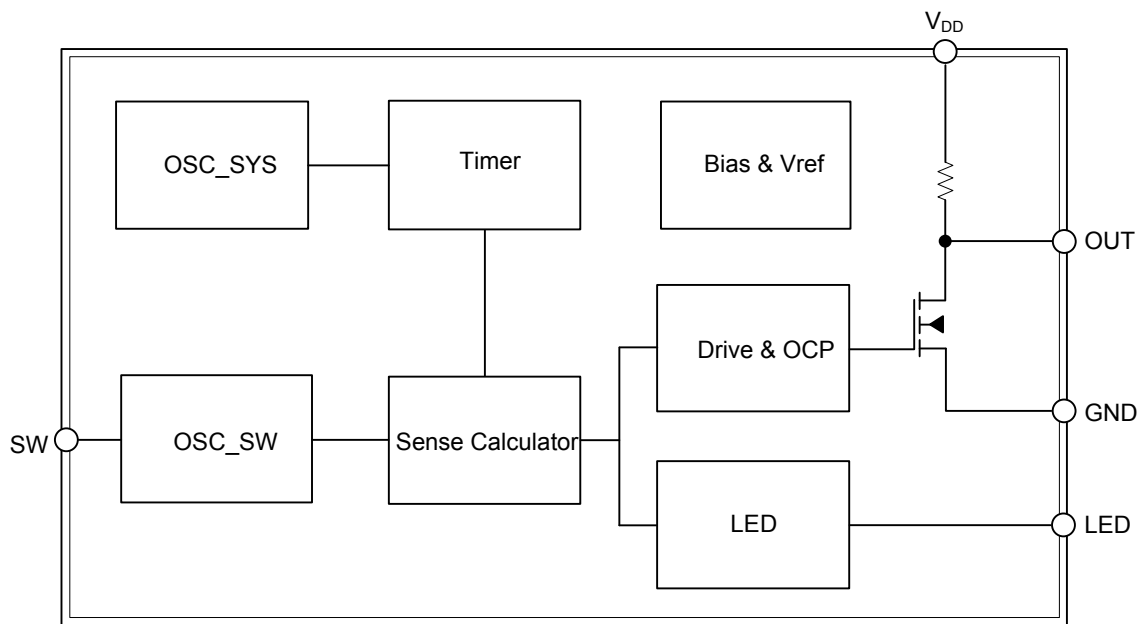 V_DD
OSC_SYS
Timer
Bias & Vref
OUT
Drive & OCP
GND
SW
OSC_SW
Sense Calculator
LED
LED